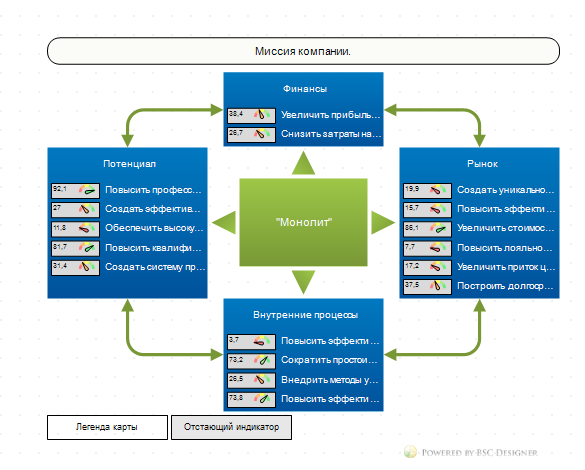 Миссия компании.
Финансы
38,4 Увеличить прибыль...
26,7 Снизить затраты на...
Потенциал
92,1 Повысить професс...
27 Создать эффектив...
11,8 Обеспечить высоку...
81,7 Повысить квалифи...
31,4 Создать систему пр...
"Монолит"
Рынок
19,9 Создать уникально...
15,7 Повысить эффекти...
86,1 Увеличить стоимос...
7,7 Повысить лояльно...
17,2 Увеличить приток ц...
37,5 Построить долгоср...
Внутренние процессы
3,7 Повысить эффекти...
73,2 Сократить простои...
26,5 Внедрить методы у...
73,8 Повысить эффекти...
Легенда карты
Отстающий индикатор
POWERED BY BSC DESIGNER